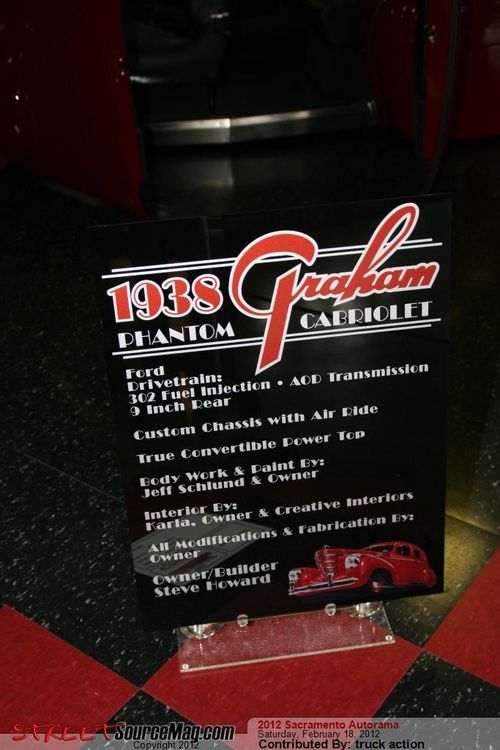 1938 Graham
PHANTOM CABRIOLET
Ford
Drivetrain:
302 Fuel Injection • AOD Transmission
9 Inch Rear
Custom Chassis with Air Ride
True Convertible Power Top
Body Work & Paint By:
Jeff Schlund & Owner
Interior By:
Karla, Owner & Creative Interiors
All Modifications & Fabrication By:
Owner
Owner/Builder
Steve Howard
STREETSourceMag.com
Copyright 2012
2012 Sacramento Autorama
Saturday, February 18, 2012
Contributed By: truck action